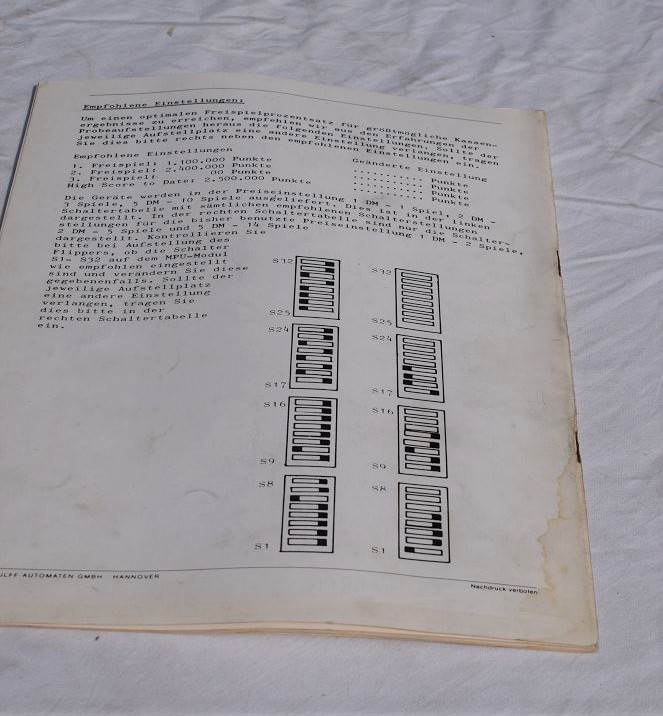 Empfohlene Einstellungen:
Um einen optimalen Freispielprozentsatz für größtmögliche Kassen-
ergebnisse zu erreichen, empfehlen wir aus den Erfahrungen der
Probeaufstellungen heraus die folgenden Einstellungen. Sollte der
jeweilige Aufstellplatz eine andere Einstellung verlangen, tragen
Sie dies bitte rechts neben den empfohlenen Einstellungen ein.
Empfohlene Einstellungen Geänderte Einstellung
1. Freispiel: 1.100.000 Punkte .......... Punkte
2. Freispiel: 2.400.000 Punkte .......... Punkte
3. Freispiel: 00 Punkte .......... Punkte
High Score to Date: 2.500.000 Punkte .......... Punkte
Die Geräte werden in der Preiseinstellung 1 DM - 1 Spiel, 2 DM -
3 Spiele, 5 DM - 10 Spiele ausgeliefert. Dies ist in der linken
Schaltertabelle mit sämtlichen empfohlenen Schalterstellungen
dargestellt. In der rechten Schaltertabelle sind nur die Schalter-
stellungen für die bisher benutzte Preiseinstellung 1 DM - 2 Spiele,
2 DM - 5 Spiele und 5 DM - 14 Spiele
dargestellt. Kontrollieren Sie
bitte bei Aufstellung des
Flippers, ob die Schalter
S1- S32 auf dem MPU-Modul
wie empfohlen eingestellt
sind und verändern Sie diese
gegebenenfalls. Sollte der
jeweilige Aufstellplatz
eine andere Einstellung
verlangen, tragen Sie
dies bitte in der
rechten Schaltertabelle
ein.
S32 S32
S25 S25
S24 S24
S17 S17
S16 S16
S9 S9
S8 S8
S1 S1
ULFF-AUTOMATEN GMBH HANNOVER
Nachdruck verboten